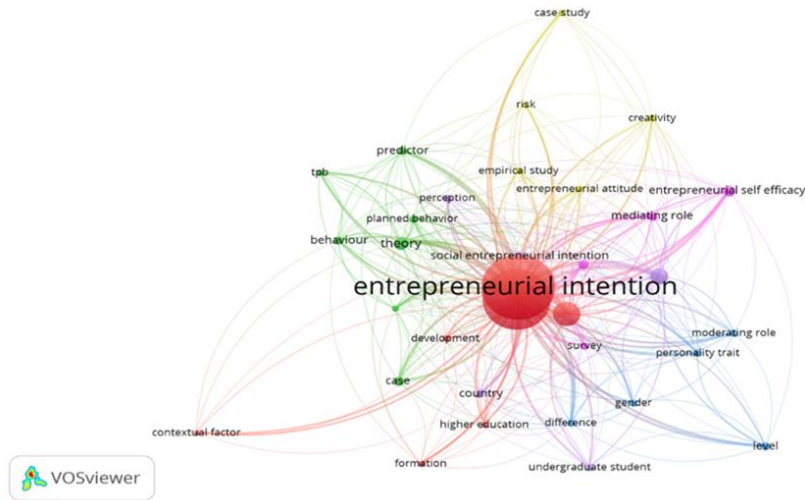 case study
risk
creativity
predictor
tpb
empirical study
entrepreneurial attitude
entrepreneurial self efficacy
perception
mediating role
planned behavior
behaviour
theory
social entrepreneurial intention
entrepreneurial intention
development
moderating role
survey
personality trait
case
country
gender
higher education
difference
contextual factor
level
formation
undergraduate student
VOSviewer